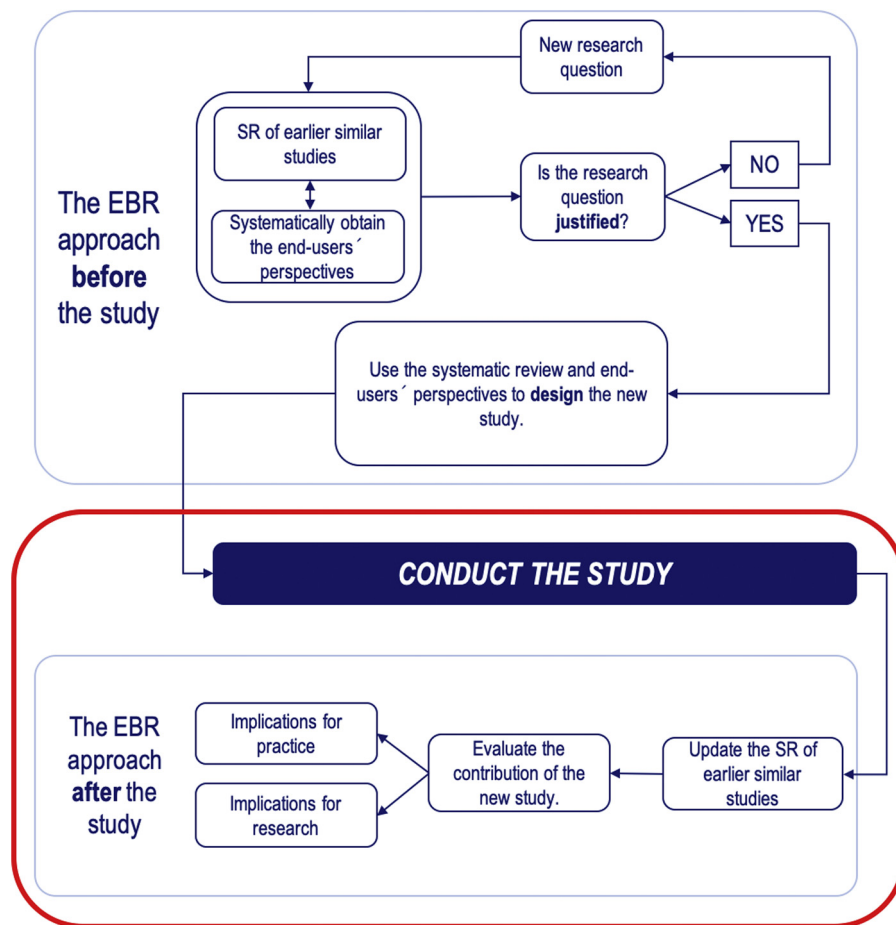 New research
question
SR of earlier similar
studies
Systematically obtain
the end-users´
perspectives
Is the research
question
justified?
NO
YES
The EBR
approach
before
the study
Use the systematic review and end-
users´ perspectives to design the new
study.
CONDUCT THE STUDY
The EBR
approach
after the
study
Implications for
practice
Implications for
research
Evaluate the
contribution of the
new study.
Update the SR of
earlier similar
studies